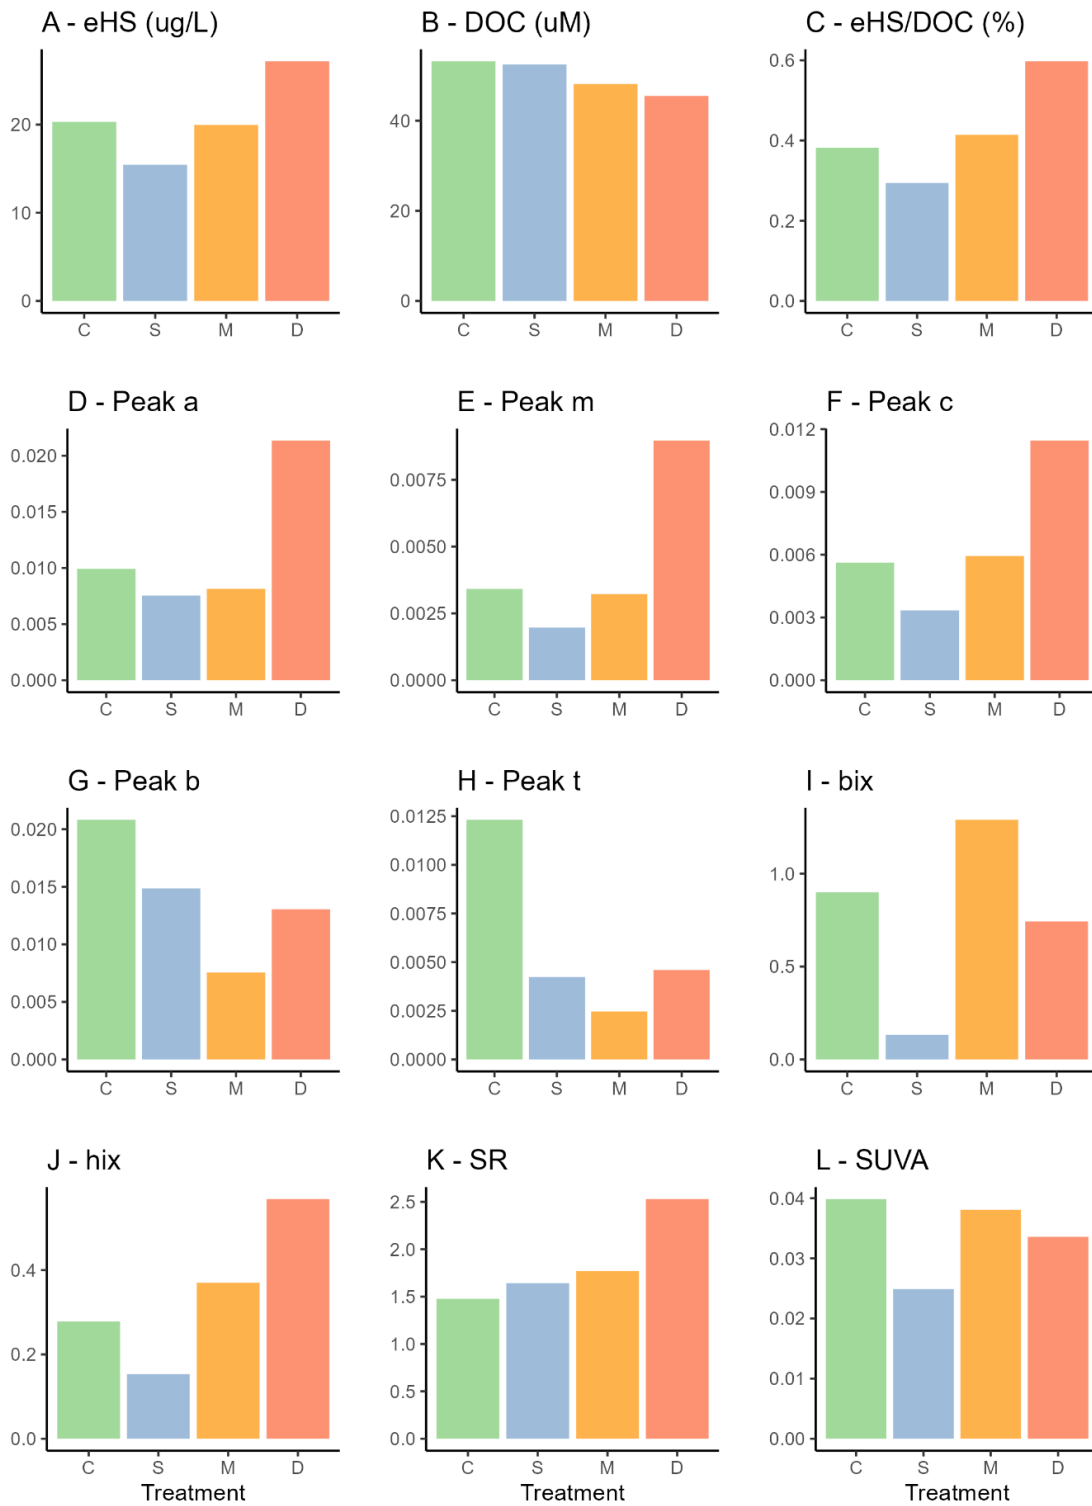 A - eHS (ug/L)
20
10
0
C S M D
B - DOC (uM)
40
20
0
C S M D
C - eHS/DOC (%)
0.6
0.4
0.2
0.0
C S M D
D - Peak a
0.020
0.015
0.010
0.005
0.000
C S M D
E - Peak m
0.0075
0.0050
0.0025
0.0000
C S M D
F - Peak c
0.012
0.009
0.006
0.003
0.000
C S M D
G - Peak b
0.020
0.015
0.010
0.005
0.000
C S M D
H - Peak t
0.0125
0.0100
0.0075
0.0050
0.0025
0.0000
C S M D
I - bix
1.0
0.5
0.0
C S M D
J - hix
0.4
0.2
0.0
C S M D
Treatment
K - SR
2.5
2.0
1.5
1.0
0.5
0.0
C S M D
Treatment
L - SUVA
0.04
0.03
0.02
0.01
0.00
C S M D
Treatment